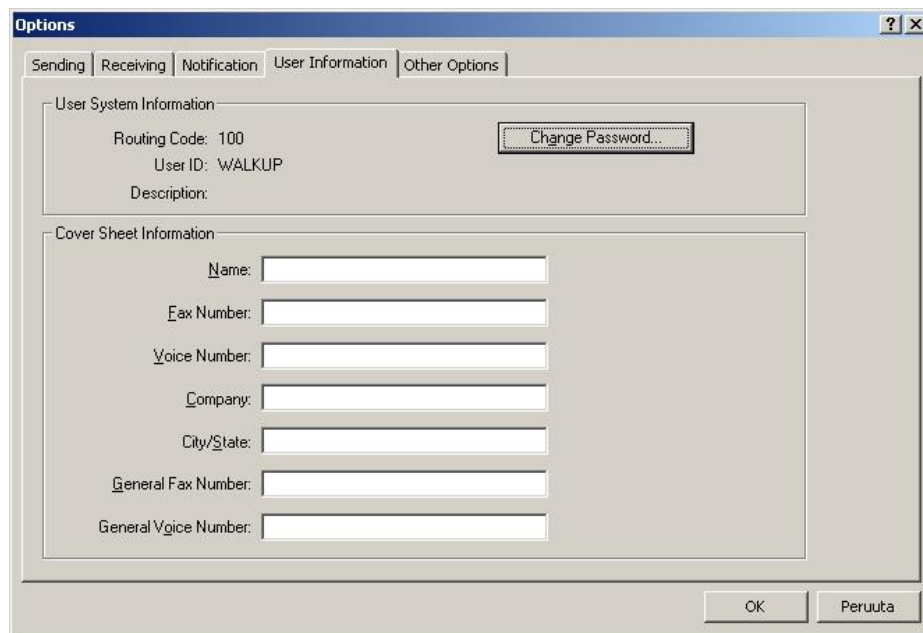 Options
Sending Receiving Notification User Information Other Options
User System Information
Routing Code: 100
Change Password...
User ID: WALKUP
Description:
Cover Sheet Information
Name:
Fax Number:
Voice Number:
Company:
City/State:
General Fax Number:
General Voice Number:
OK Peruuta